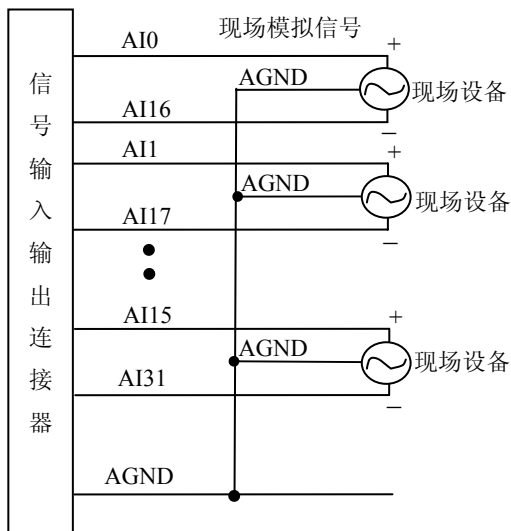 信号输入输出连接器
现场模拟信号
AI0
+
AGND
现场设备
AI16
−
AI1
+
AGND
现场设备
AI17
−
AI15
+
AGND
现场设备
AI31
−
AGND